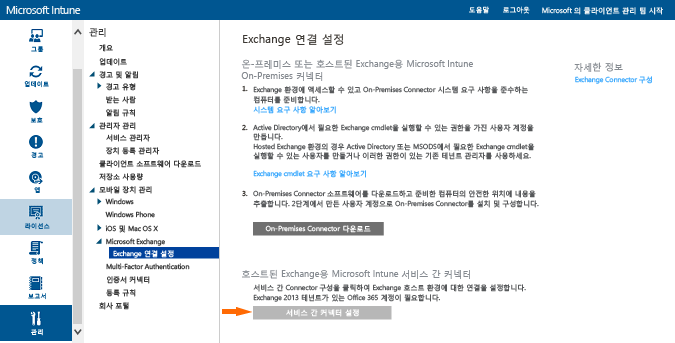 Microsoft Intune
도움말 로그아웃 Microsoft 의 클라이언트 관리 팀 시작
그룹
업데이트
보호
경고
앱
라이선스
정책
보고서
관리
관리
개요
업데이트
경고 및 알림
경고 유형
받는 사람
알림 규칙
관리자 관리
서비스 관리자
장치 등록 관리자
클라이언트 소프트웨어 다운로드
저장소 사용량
모바일 장치 관리
Windows
Windows Phone
iOS 및 Mac OS X
Microsoft Exchange
Exchange 연결 설정
Multi-Factor Authentication
인증서 커넥터
등록 규칙
회사 포털
Exchange 연결 설정
온-프레미스 또는 호스트된 Exchange용 Microsoft Intune
On-Premises 커넥터
1. Exchange 환경에 액세스할 수 있고 On-Premises Connector 시스템 요구 사항을 준수하는
컴퓨터를 준비합니다.
시스템 요구 사항 알아보기
2. Active Directory에서 필요한 Exchange cmdlet을 실행할 수 있는 권한을 가진 사용자 계정을
만듭니다.
Hosted Exchange 환경의 경우 Active Directory 또는 MSODS에서 필요한 Exchange cmdlet을
실행할 수 있는 사용자를 만들거나 이러한 권한이 있는 기존 테넌트 관리자를 사용하세요.
Exchange cmdlet 요구 사항 알아보기
3. On-Premises Connector 소프트웨어를 다운로드하고 준비한 컴퓨터의 안전한 위치에 내용을
추출합니다. 2단계에서 만든 사용자 계정으로 On-Premises Connector를 설치 및 구성합니다.
On-Premises Connector 다운로드
호스트된 Exchange용 Microsoft Intune 서비스 간 커넥터
서비스 간 Connector 구성을 클릭하여 Exchange 호스트 환경에 대한 연결을 설정합니다.
Exchange 2013 테넌트가 있는 Office 365 계정이 필요합니다.
서비스 간 커넥터 설정
자세한 정보
Exchange Connector 구성